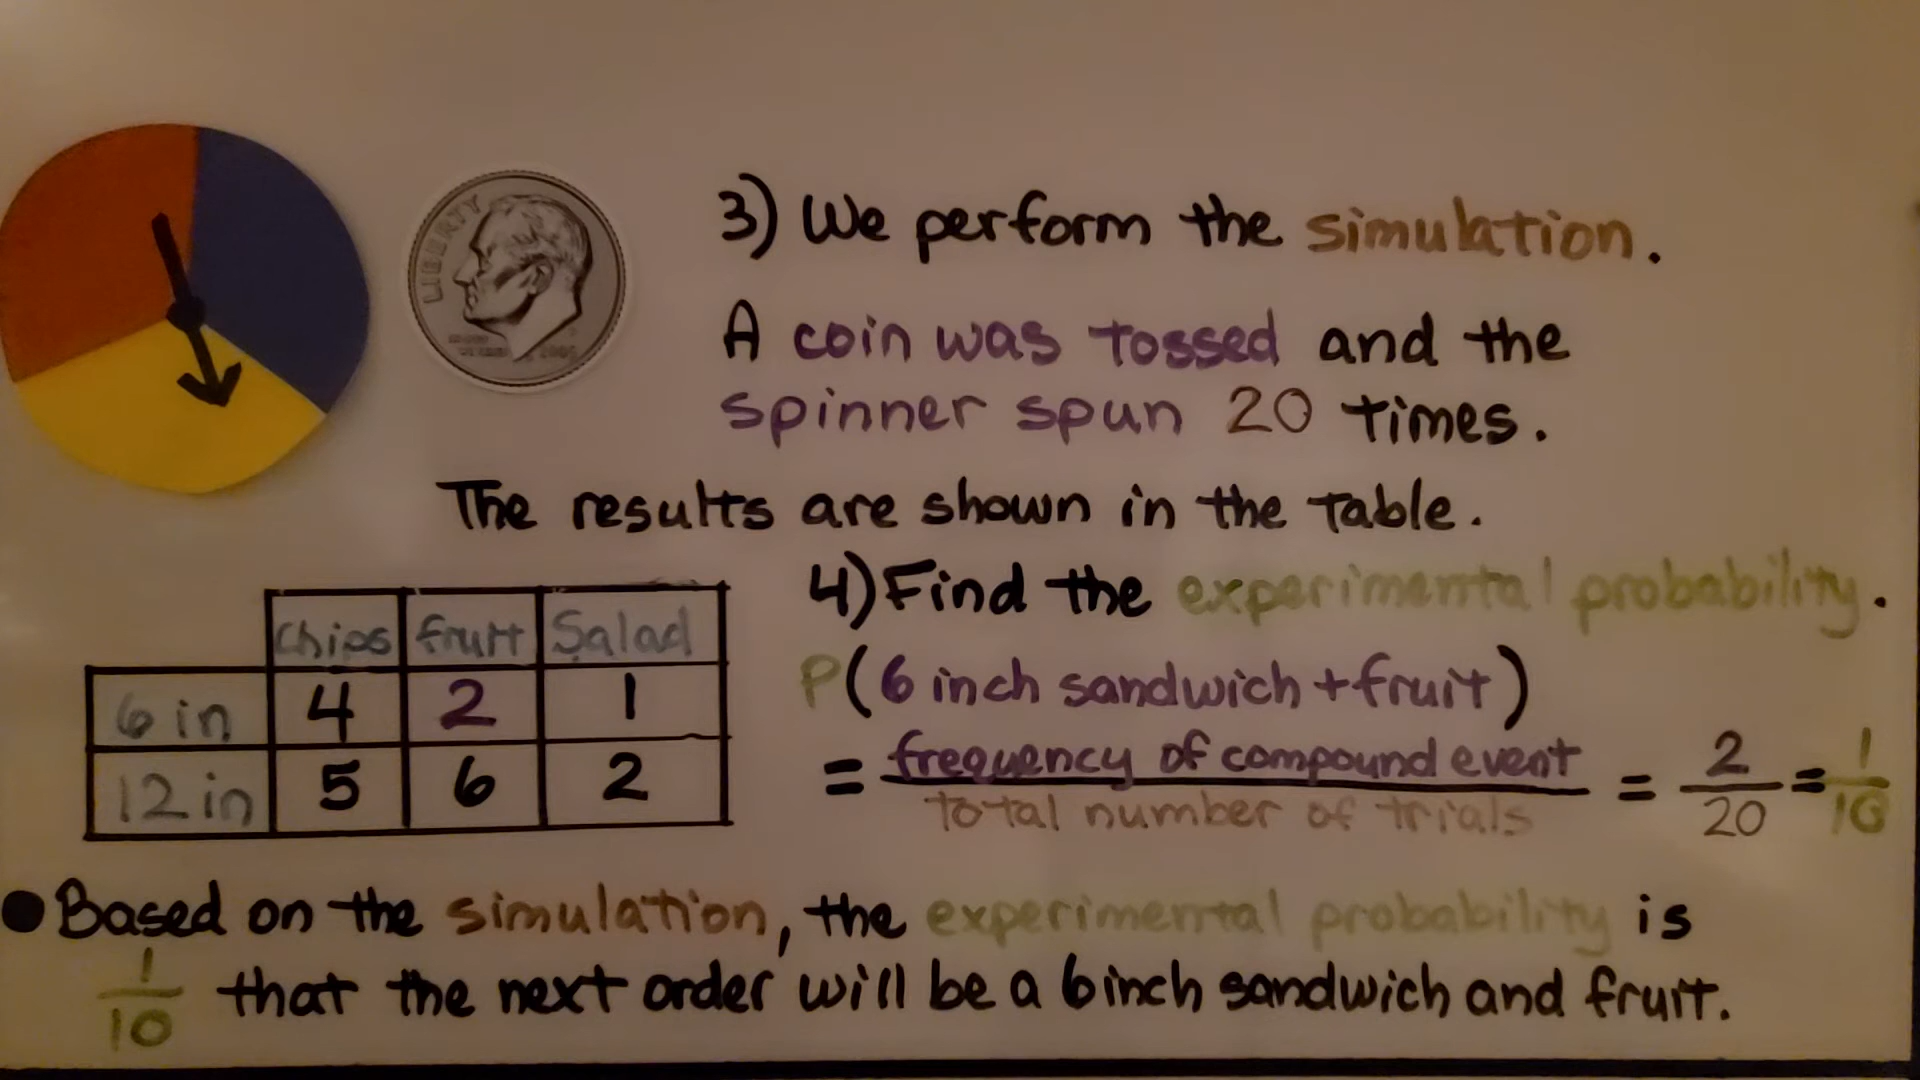 LIBERTY
3) We perform the simulation.
A coin was tossed and the
spinner spun 20 times.
The results are shown in the table.
chips fruit Salad
6 in 4 2 1
12 in 5 6 2
4) Find the experimental probability.
P(6 inch sandwich + fruit)
= frequency of compound event / total number of trials = 2/20 = 1/10
● Based on the simulation, the experimental probability is
1/10 that the next order will be a 6 inch sandwich and fruit.